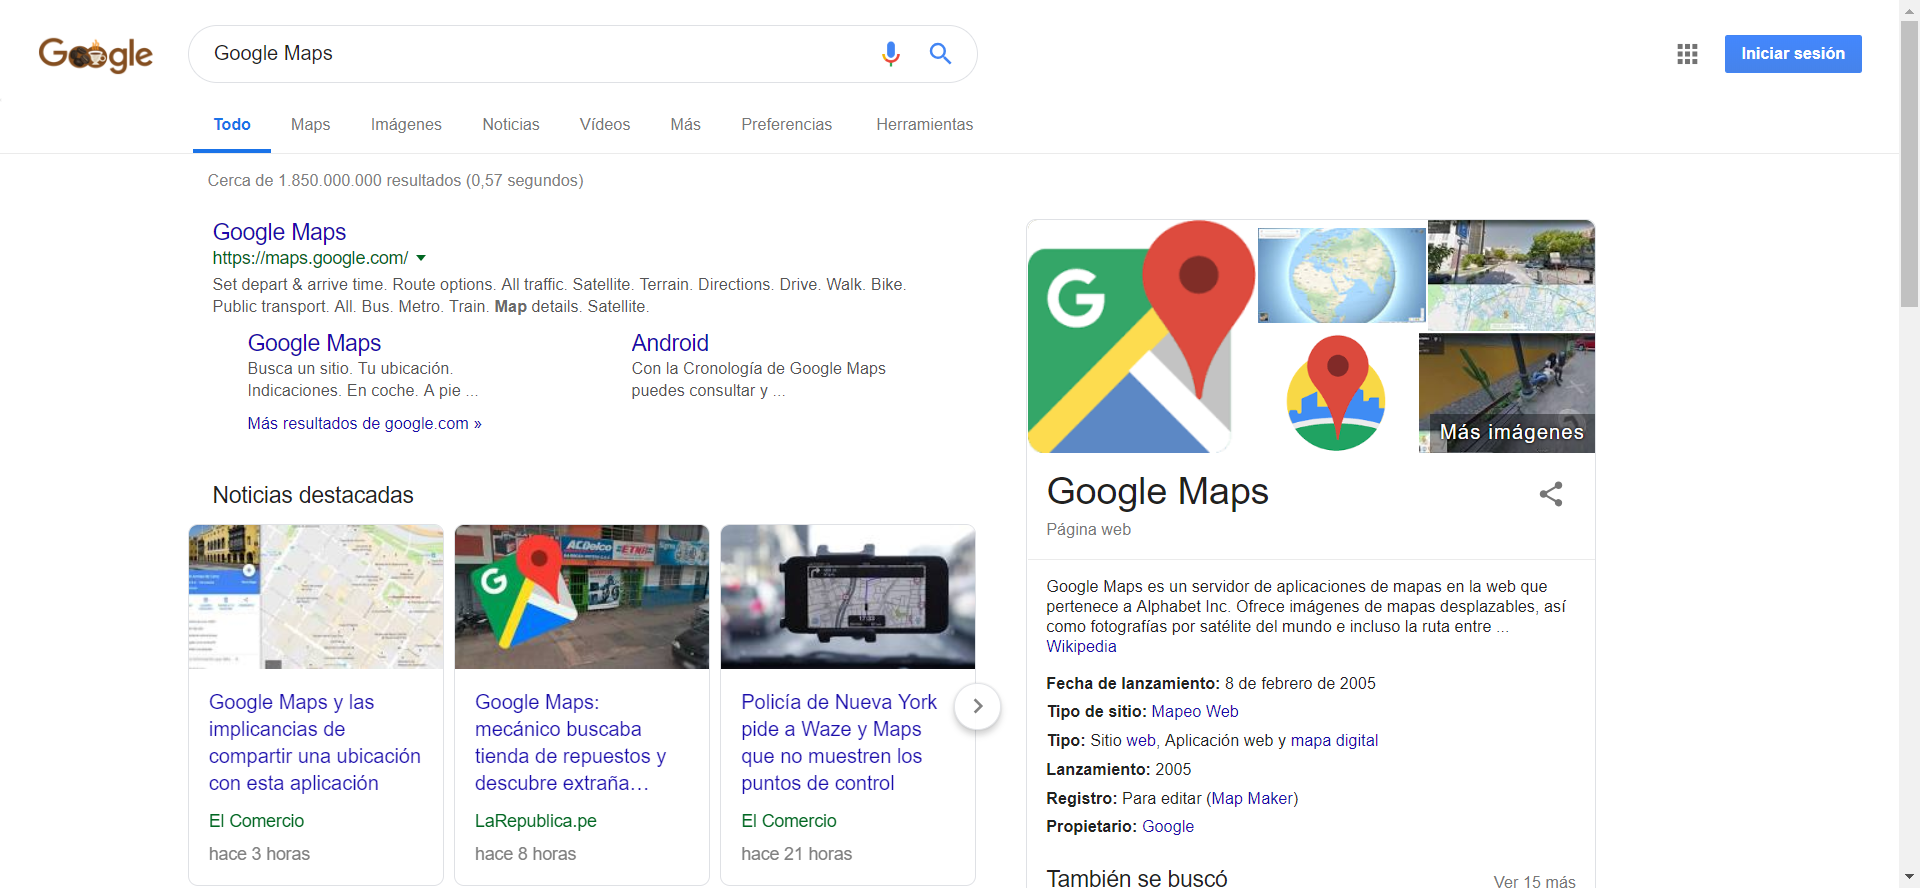 Google
Google Maps
Iniciar sesión
Todo
Maps
Imágenes
Noticias
Vídeos
Más
Preferencias
Herramientas
Cerca de 1.850.000.000 resultados (0,57 segundos)
Google Maps
https://maps.google.com/
Set depart & arrive time. Route options. All traffic. Satellite. Terrain. Directions. Drive. Walk. Bike.
Public transport. All. Bus. Metro. Train. Map details. Satellite.
Google Maps
Busca un sitio. Tu ubicación.
Indicaciones. En coche. A pie ...
Android
Con la Cronología de Google Maps
puedes consultar y ...
Más resultados de google.com »
Noticias destacadas
Google Maps y las
implicancias de
compartir una ubicación
con esta aplicación
El Comercio
hace 3 horas
G
ACDelco
ETNA
Google Maps:
mecánico buscaba
tienda de repuestos y
descubre extraña…
LaRepublica.pe
hace 8 horas
17:33
Policía de Nueva York
pide a Waze y Maps
que no muestren los
puntos de control
El Comercio
hace 21 horas
G
Más imágenes
Google Maps
Página web
Google Maps es un servidor de aplicaciones de mapas en la web que
pertenece a Alphabet Inc. Ofrece imágenes de mapas desplazables, así
como fotografías por satélite del mundo e incluso la ruta entre ...
Wikipedia
Fecha de lanzamiento: 8 de febrero de 2005
Tipo de sitio: Mapeo Web
Tipo: Sitio web, Aplicación web y mapa digital
Lanzamiento: 2005
Registro: Para editar (Map Maker)
Propietario: Google
También se buscó
Ver 15 más